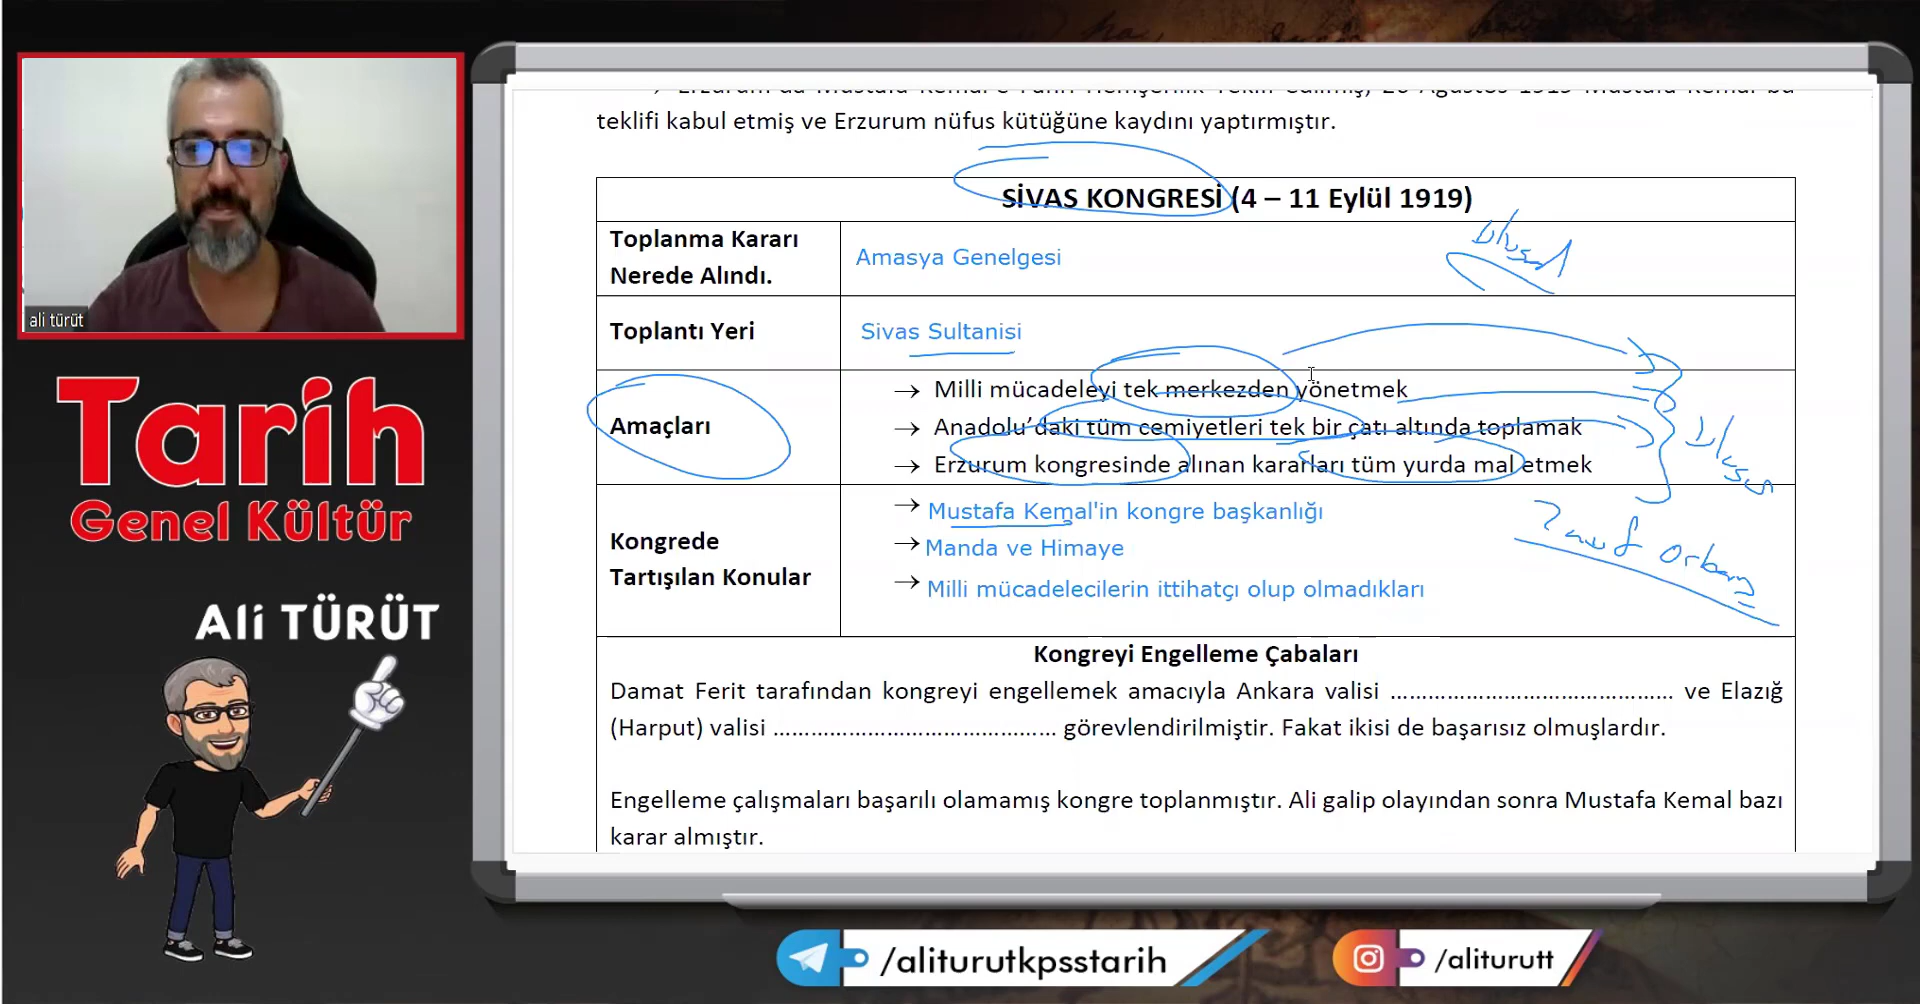 teklifi kabul etmiş ve Erzurum nüfus kütüğüne kaydını yaptırmıştır.
SİVAS KONGRESİ (4 – 11 Eylül 1919)
Toplanma Kararı
Nerede Alındı.
Amasya Genelgesi
ulusal
Toplantı Yeri
Sivas Sultanisi
Amaçları
→ Milli mücadeleyi tek merkezden yönetmek
→ Anadolu'daki tüm cemiyetleri tek bir çatı altında toplamak
→ Erzurum kongresinde alınan kararları tüm yurda mal etmek
Kongrede
Tartışılan Konular
→ Mustafa Kemal'in kongre başkanlığı
→ Manda ve Himaye
→ Milli mücadelecilerin ittihatçı olup olmadıkları
Kongreyi Engelleme Çabaları
Damat Ferit tarafından kongreyi engellemek amacıyla Ankara valisi ........................................ ve Elazığ
(Harput) valisi ........................................ görevlendirilmiştir. Fakat ikisi de başarısız olmuşlardır.
Engelleme çalışmaları başarılı olamamış kongre toplanmıştır. Ali galip olayından sonra Mustafa Kemal bazı
karar almıştır.
ali türüt
Tarih
Genel Kültür
Ali TÜRÜT
/aliturutkpsstarih
/aliturutt